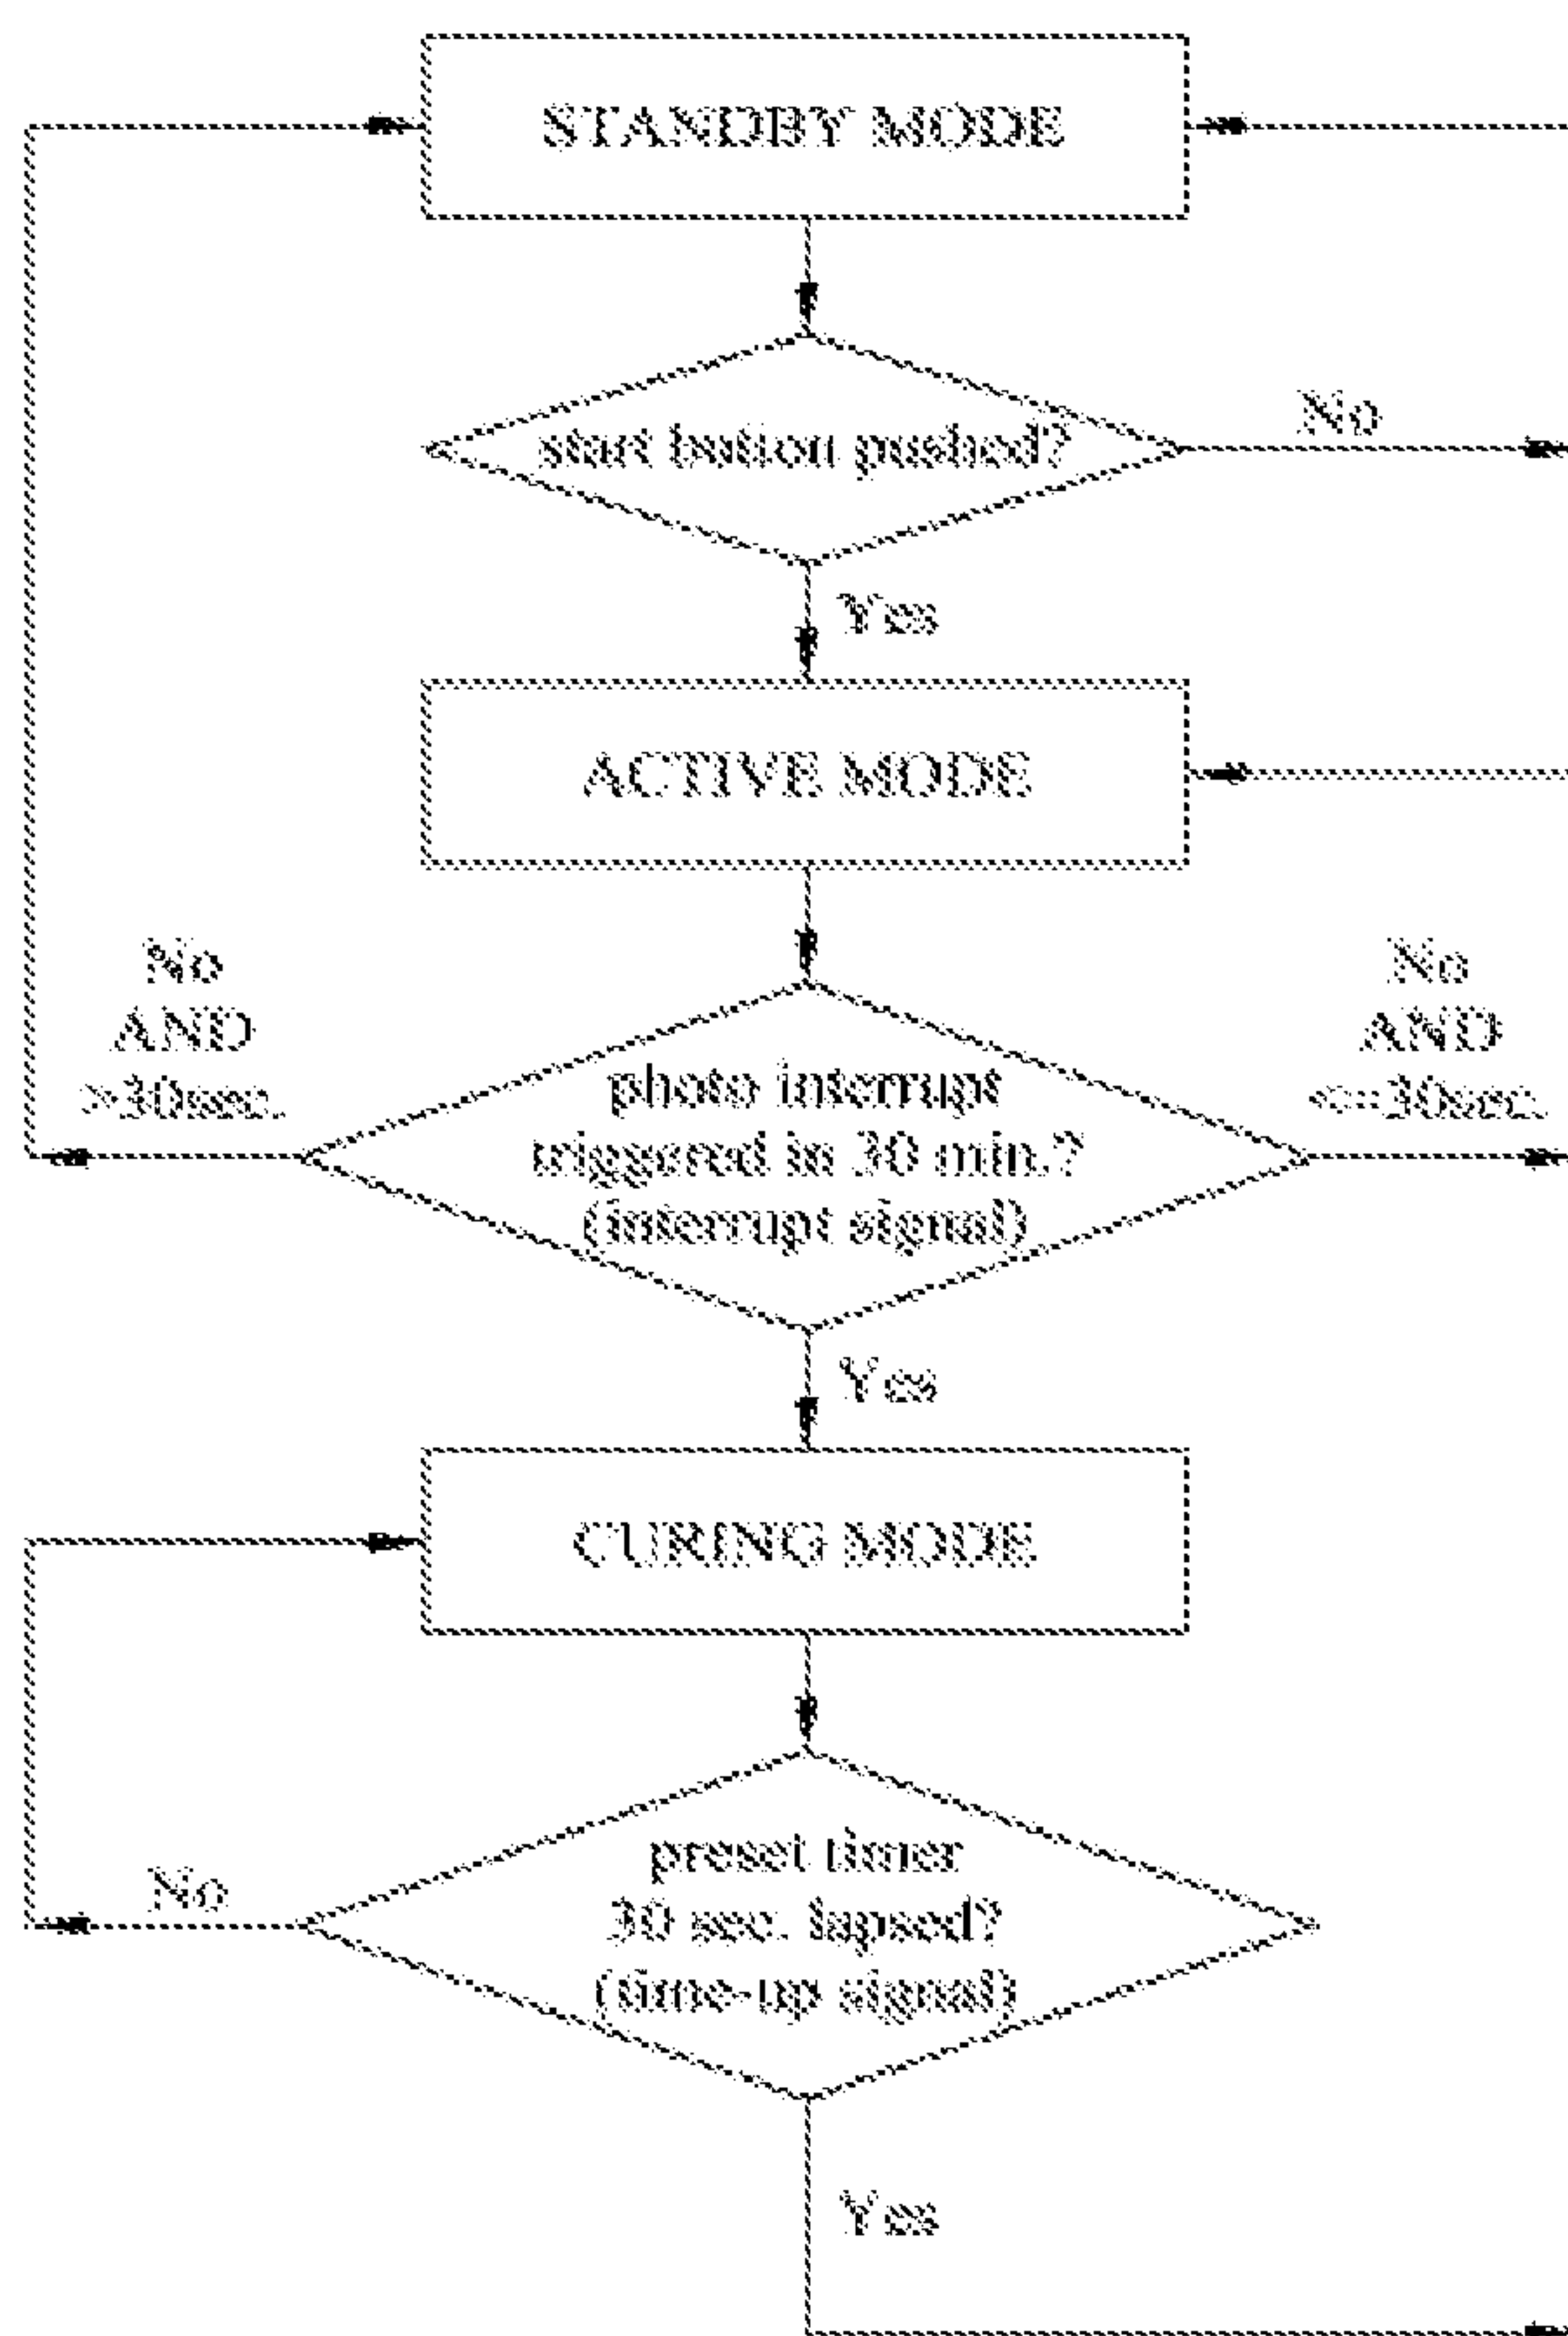 STANDBY MODE
start button pushed?
No
Yes
ACTIVE MODE
No
AND
>30sec.
No
AND
<=30sec.
photo interrupt
triggered in 30 min.?
(interrupt signal)
Yes
CURING MODE
preset timer
30 sec. lapsed?
(time-up signal)
No
Yes